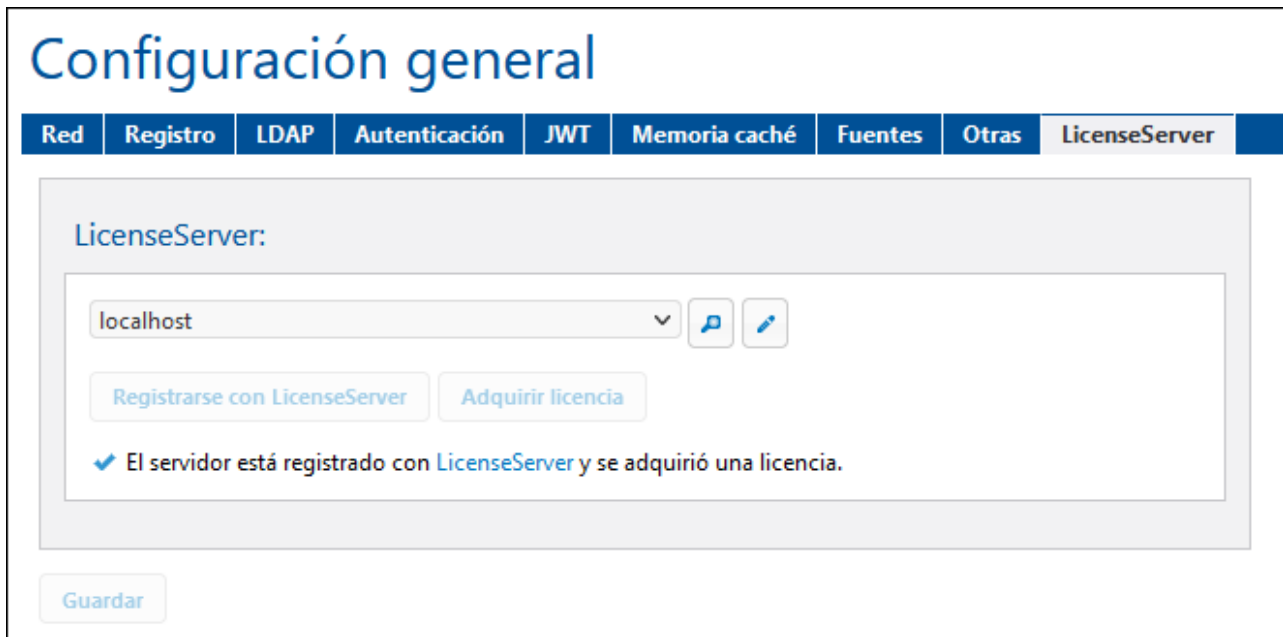 Configuración general
Red Registro LDAP Autenticación JWT Memoria caché Fuentes Otras LicenseServer
LicenseServer:
localhost
Registrarse con LicenseServer Adquirir licencia
El servidor está registrado con LicenseServer y se adquirió una licencia.
Guardar